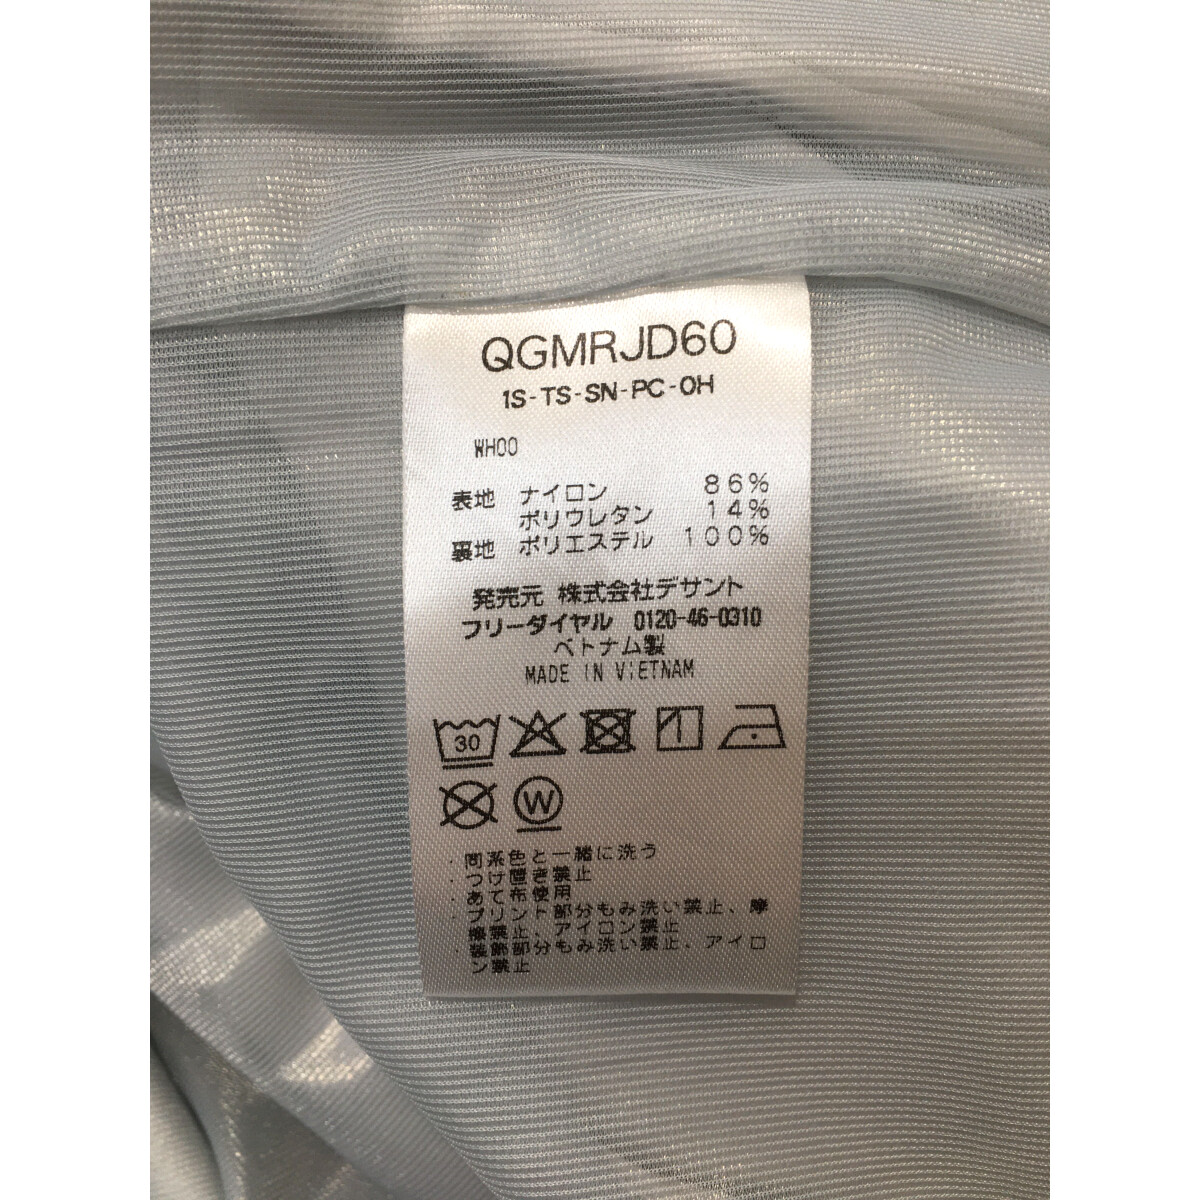 QGMRJD60
1S-TS-SN-PC-OH
WH00
表地 ナイロン 86%
ポリウレタン 14%
裏地 ポリエステル 100%
発売元 株式会社デサント
フリーダイヤル 0120-46-0310
ベトナム製
MADE IN VIETNAM
30
W
・同系色と一緒に洗う
・つけ置き禁止
・あて布使用
・プリント部分もみ洗い禁止、摩
擦禁止、アイロン禁止
・装飾部分もみ洗い禁止、アイロ
ン禁止